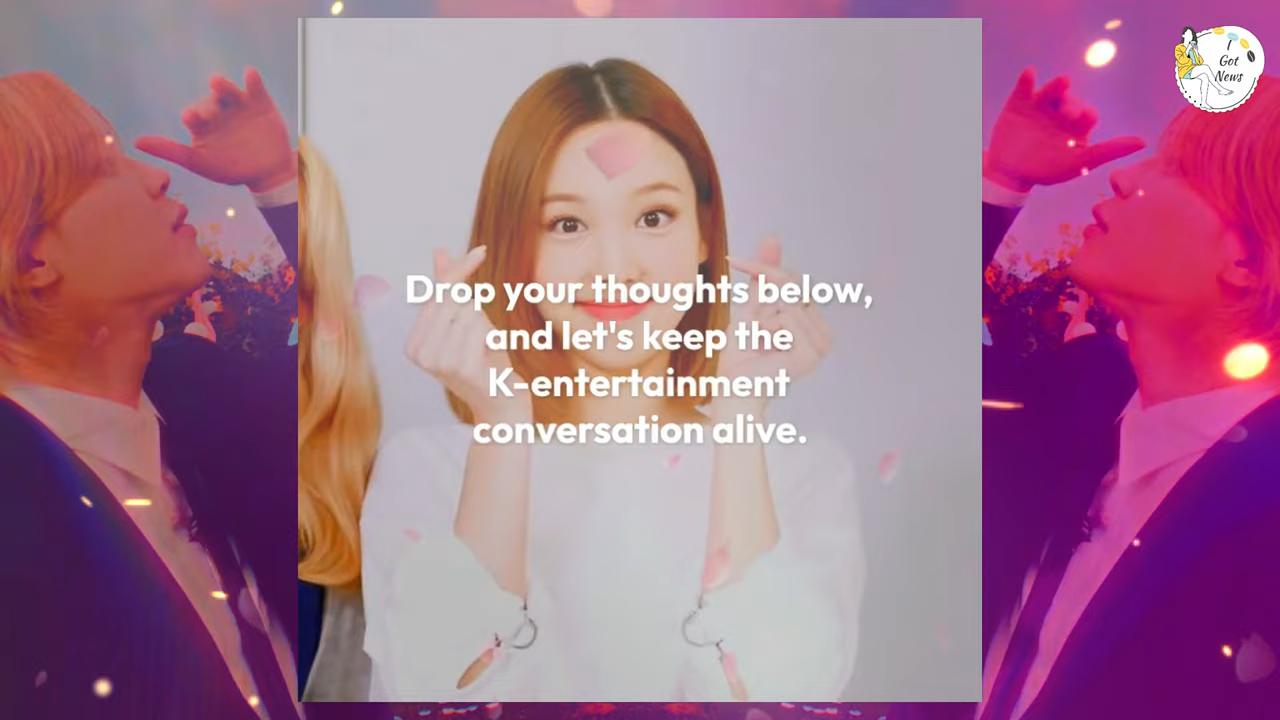 I
Got
News
Drop your thoughts below,
and let's keep the
K-entertainment
conversation alive.